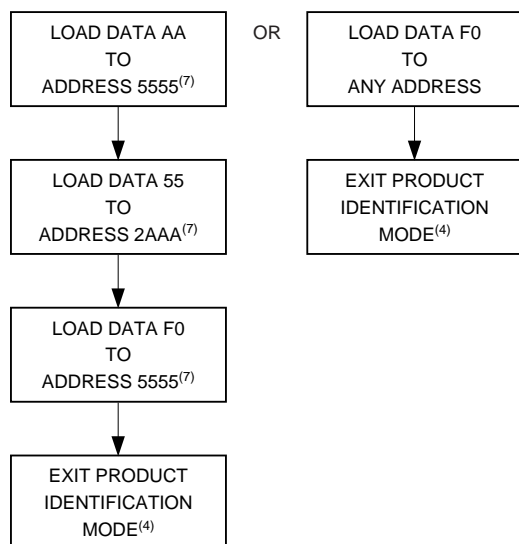 LOAD DATA AA
TO
ADDRESS 5555(7)
LOAD DATA 55
TO
ADDRESS 2AAA(7)
LOAD DATA F0
TO
ADDRESS 5555(7)
EXIT PRODUCT
IDENTIFICATION
MODE(4)
OR
LOAD DATA F0
TO
ANY ADDRESS
EXIT PRODUCT
IDENTIFICATION
MODE(4)